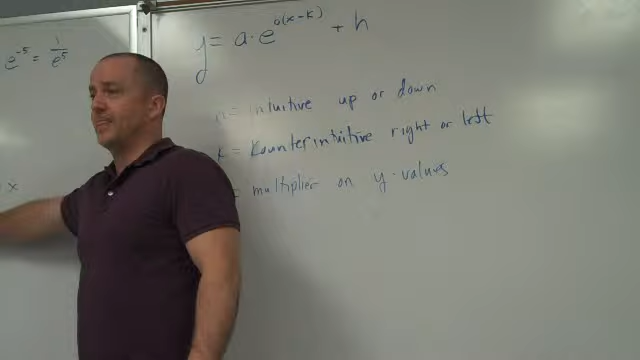 e^-5 = 1/e^5
y = a · e^b(x-k) + h
h = intuitive up or down
k = kounterintuitive right or left
= multiplier on y-values
x